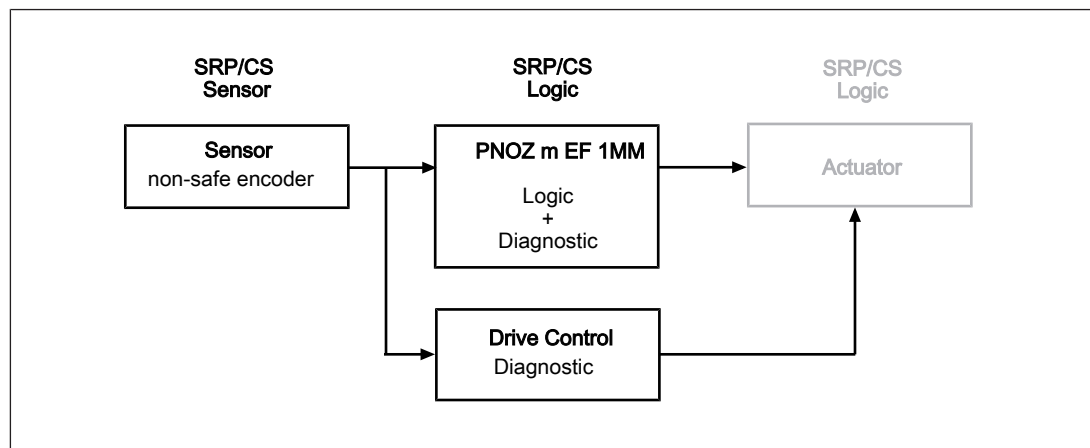 SRP/CS
Sensor
SRP/CS
Logic
SRP/CS
Logic
Sensor
non-safe encoder
PNOZ m EF 1MM
Logic
+
Diagnostic
Actuator
Drive Control
Diagnostic